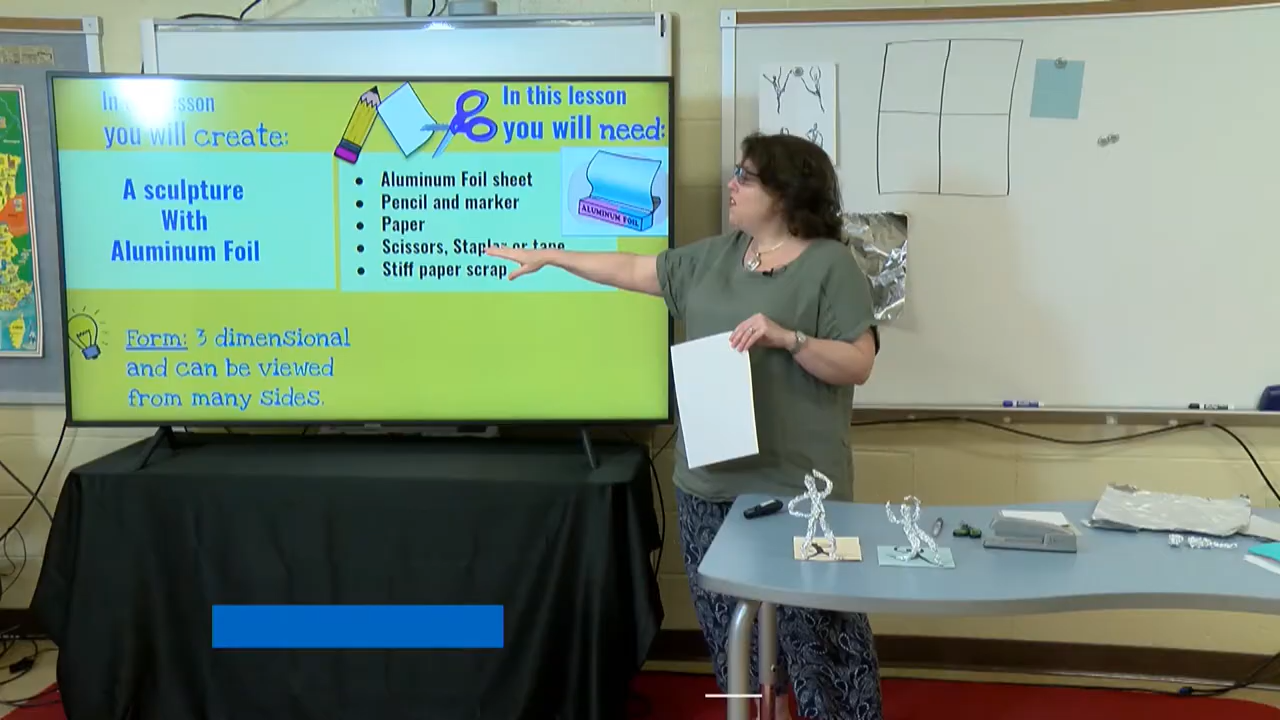 In lesson
you will create:
In this lesson
you will need:
A sculpture
With
Aluminum Foil
• Aluminum Foil sheet
• Pencil and marker
• Paper
• Scissors, Stapler or tape
• Stiff paper scrap
ALUMINUM FOIL
Form: 3 dimensional
and can be viewed
from many sides.